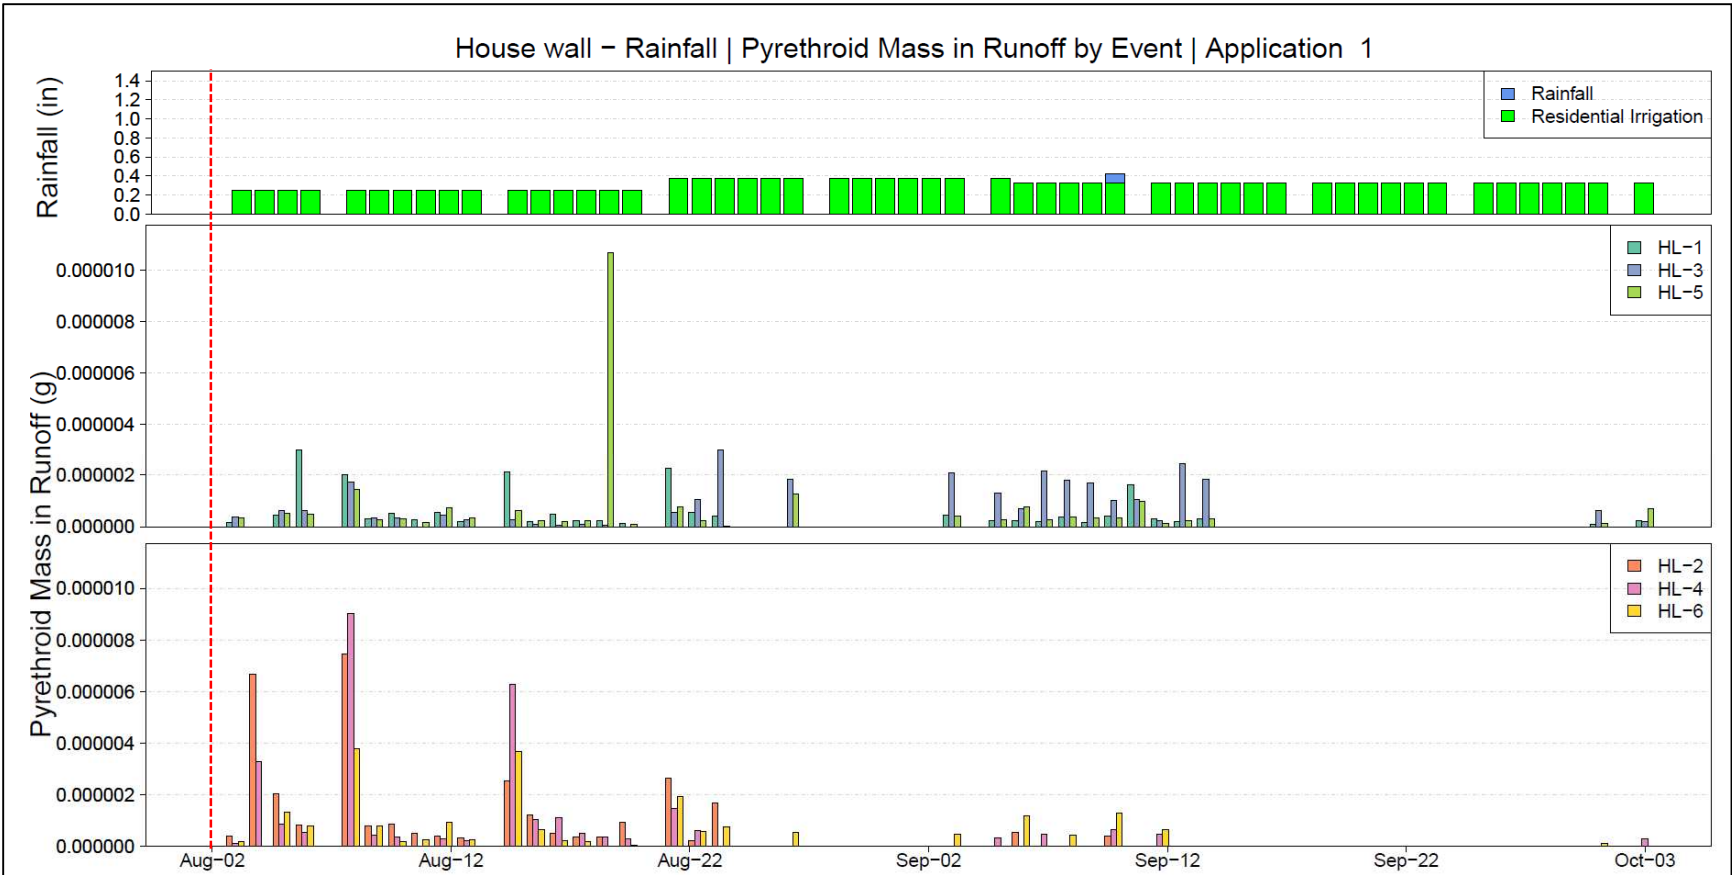 House wall − Rainfall | Pyrethroid Mass in Runoff by Event | Application 1
Rainfall (in)
1.4
1.2
1.0
0.8
0.6
0.4
0.2
0.0
Rainfall
Residential Irrigation
Pyrethroid Mass in Runoff (g)
0.000010
0.000008
0.000006
0.000004
0.000002
0.000000
HL−1
HL−3
HL−5
0.000010
0.000008
0.000006
0.000004
0.000002
0.000000
HL−2
HL−4
HL−6
Aug−02 Aug−12 Aug−22 Sep−02 Sep−12 Sep−22 Oct−03